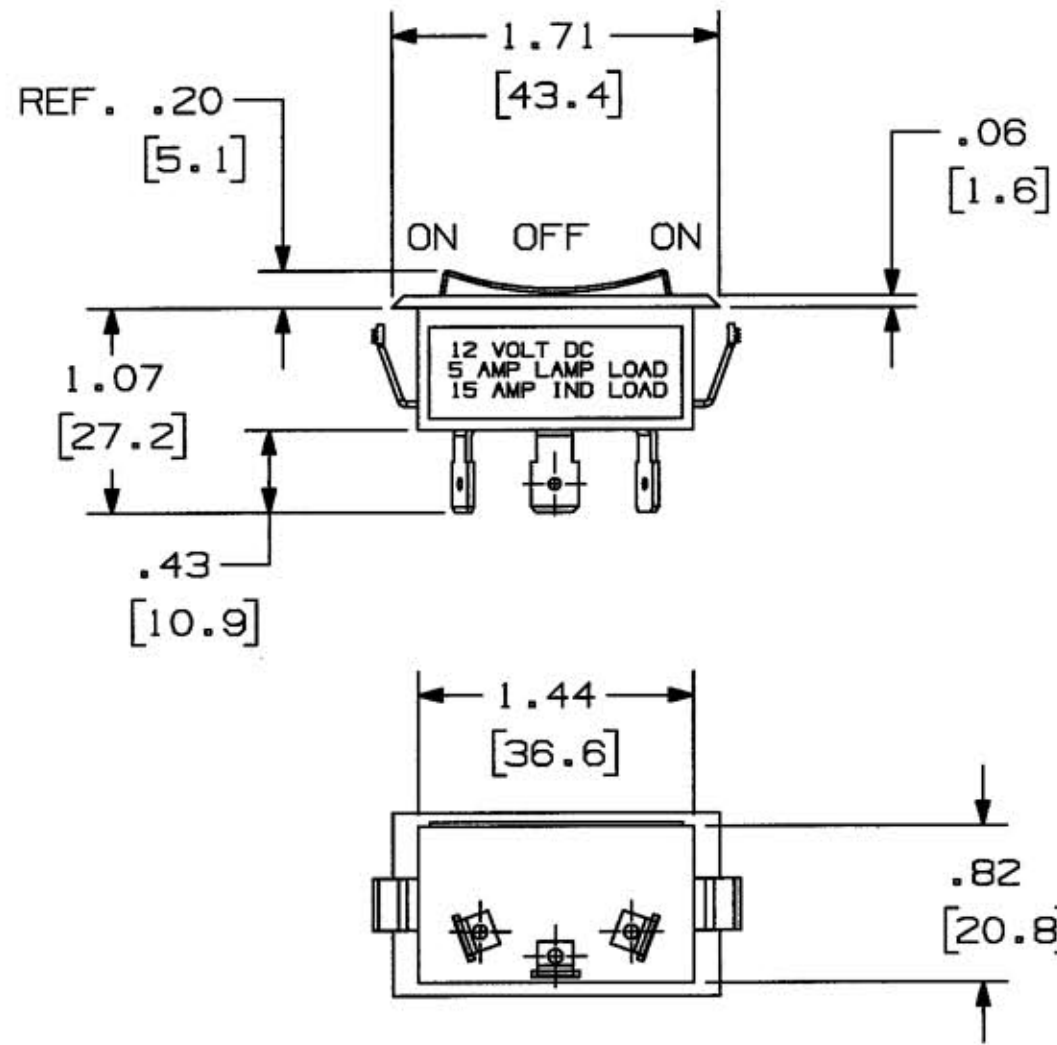 1.71
[43.4]
REF. .20
[5.1]
.06
[1.6]
ON OFF ON
12 VOLT DC
5 AMP LAMP LOAD
15 AMP IND LOAD
1.07
[27.2]
.43
[10.9]
1.44
[36.6]
.82
[20.8]